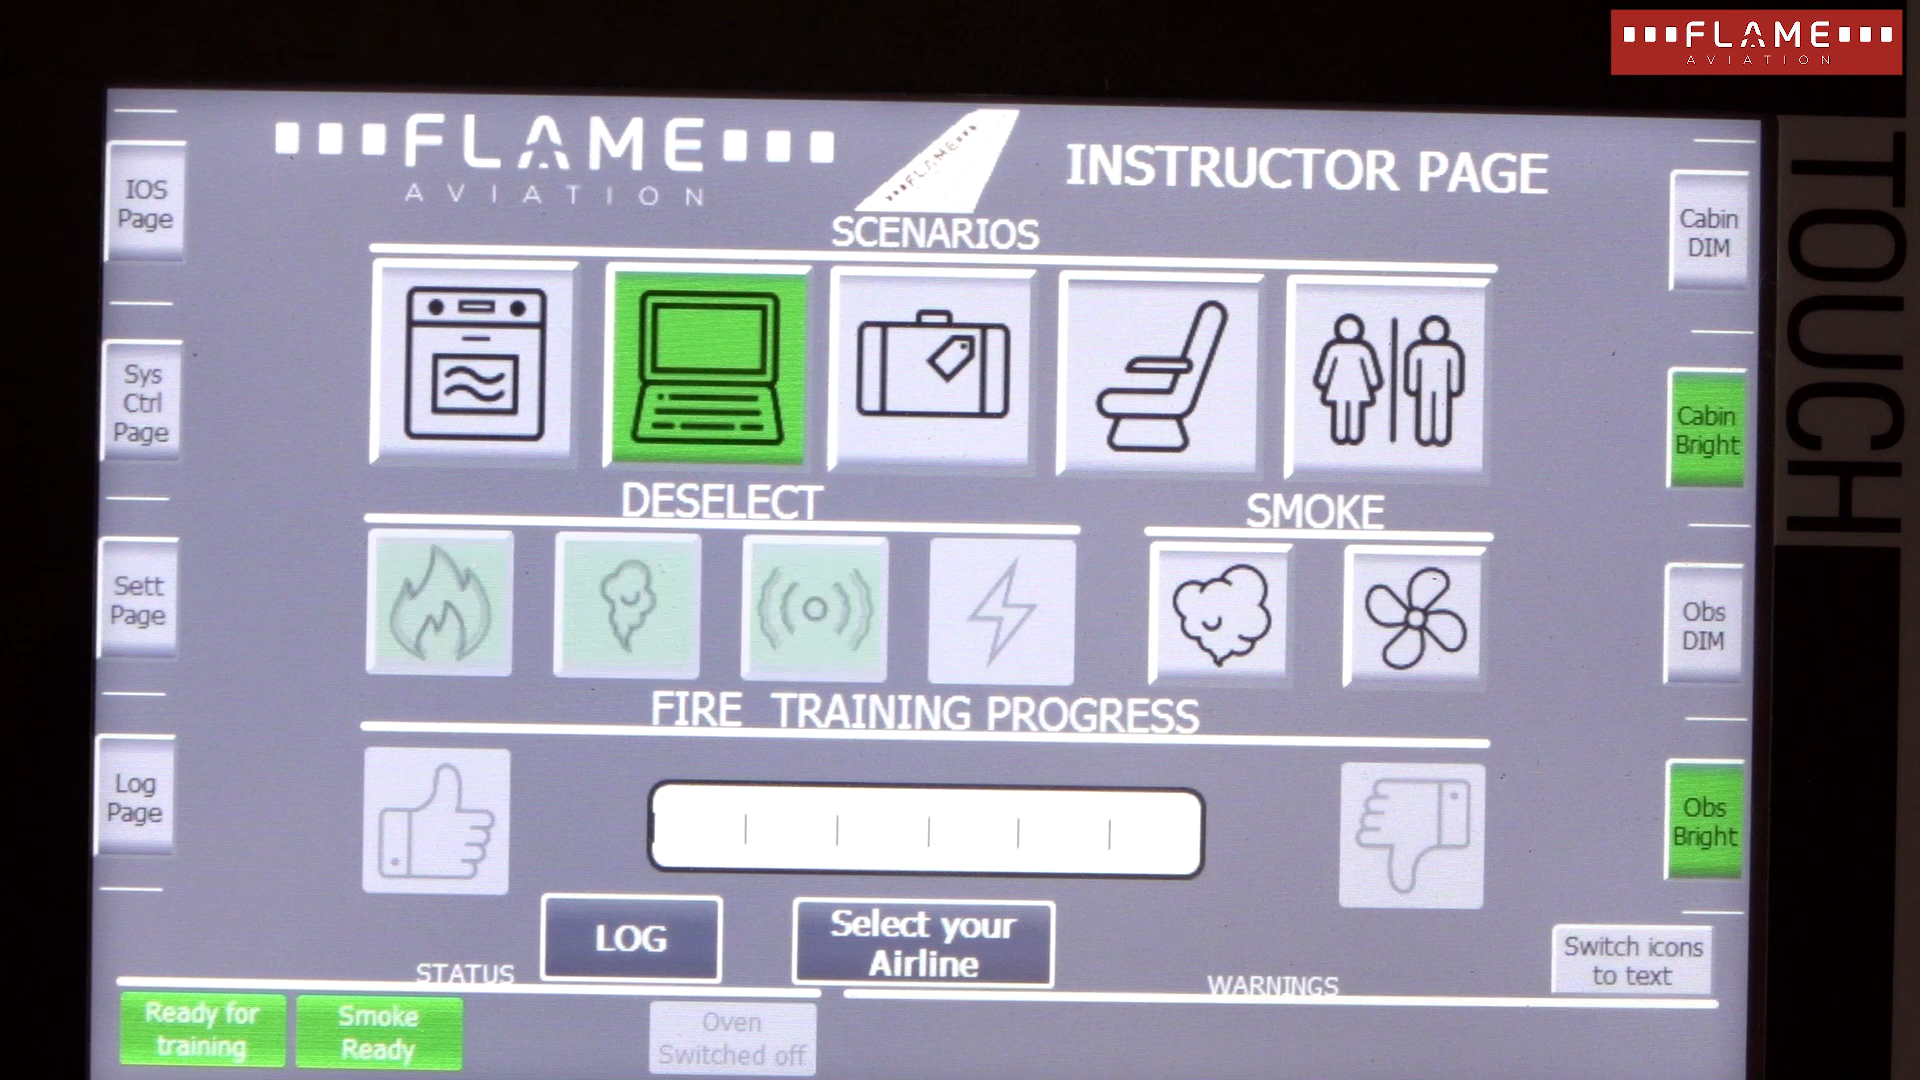 FLAME
AVIATION
FLAME
AVIATION
FLAME
INSTRUCTOR PAGE
TOUCH
SCENARIOS
IOS
Page
Sys
Ctrl
Page
Sett
Page
Log
Page
Cabin
DIM
Cabin
Bright
Obs
DIM
Obs
Bright
DESELECT
SMOKE
FIRE TRAINING PROGRESS
LOG
Select your
Airline
Switch icons
to text
STATUS
WARNINGS
Ready for
training
Smoke
Ready
Oven
Switched off